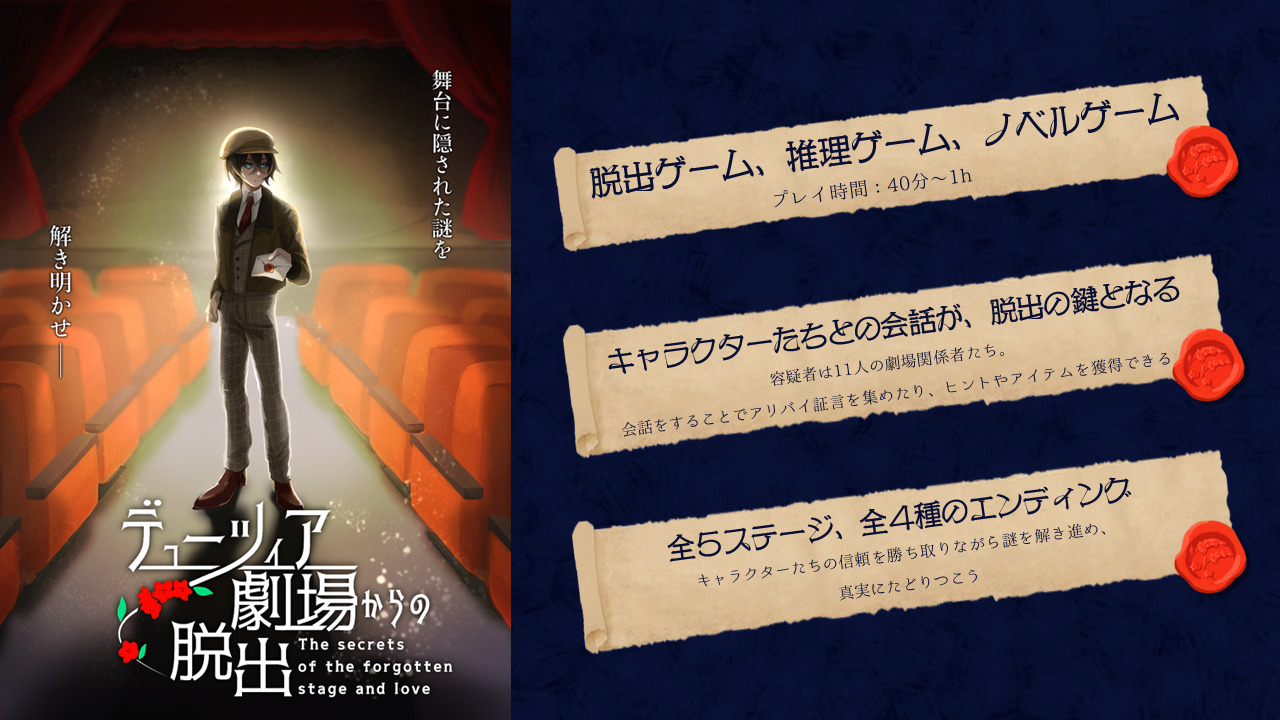 舞台に隠された謎を
解き明かせ――
デューツィア
劇場からの
脱出
The secrets
of the forgotten
stage and love
脱出ゲーム、推理ゲーム、ノベルゲーム
プレイ時間：40分～1h
キャラクターたちとの会話が、脱出の鍵となる
容疑者は11人の劇場関係者たち。
会話をすることでアリバイ証言を集めたり、ヒントやアイテムを獲得できる
全5ステージ、全4種のエンディング
キャラクターたちの信頼を勝ち取りながら謎を解き進め、
真実にたどりつこう